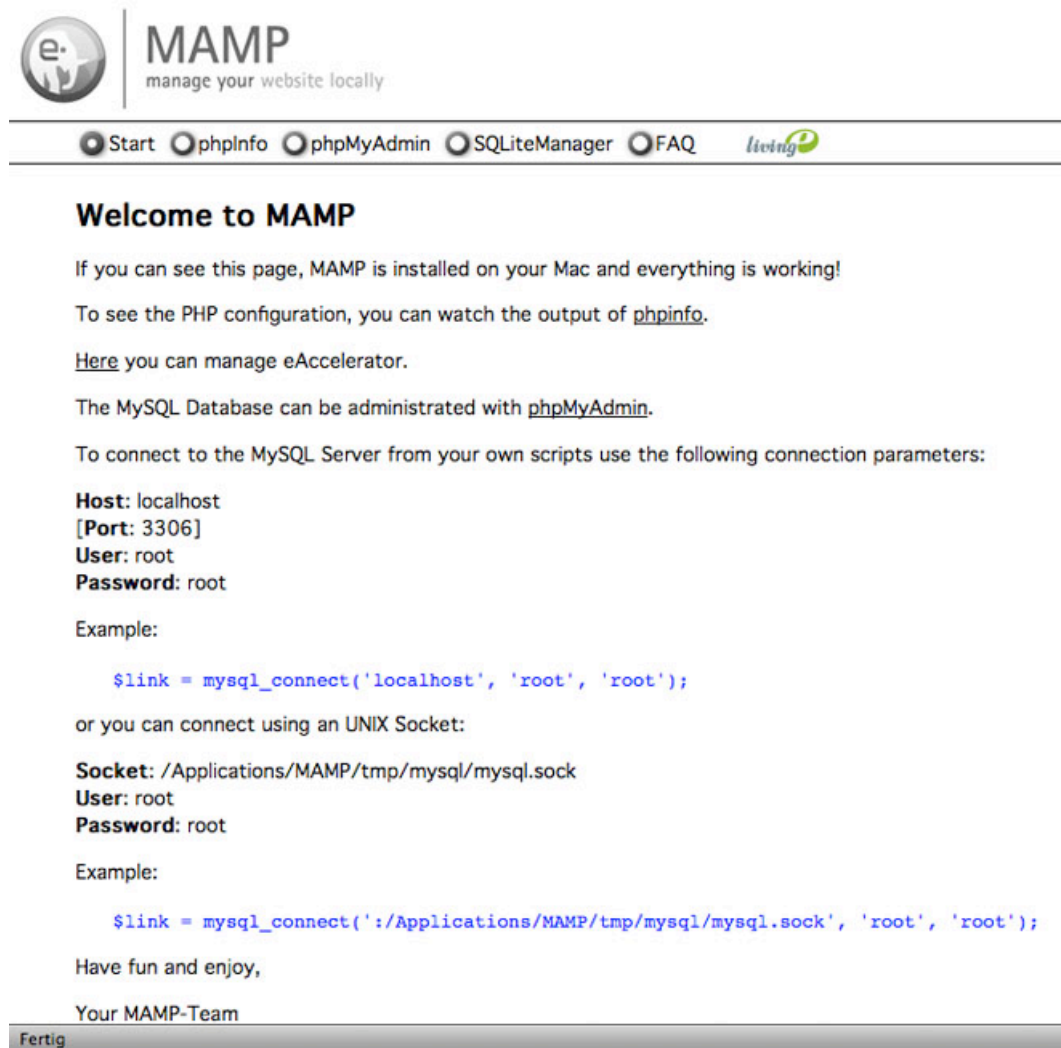 e.
MAMP
manage your website locally
Start phpInfo phpMyAdmin SQLiteManager FAQ living e
Welcome to MAMP
If you can see this page, MAMP is installed on your Mac and everything is working!
To see the PHP configuration, you can watch the output of phpinfo.
Here you can manage eAccelerator.
The MySQL Database can be administrated with phpMyAdmin.
To connect to the MySQL Server from your own scripts use the following connection parameters:
Host: localhost
[Port: 3306]
User: root
Password: root
Example:
$link = mysql_connect('localhost', 'root', 'root');
or you can connect using an UNIX Socket:
Socket: /Applications/MAMP/tmp/mysql/mysql.sock
User: root
Password: root
Example:
$link = mysql_connect(':/Applications/MAMP/tmp/mysql/mysql.sock', 'root', 'root');
Have fun and enjoy,
Your MAMP-Team
Fertig